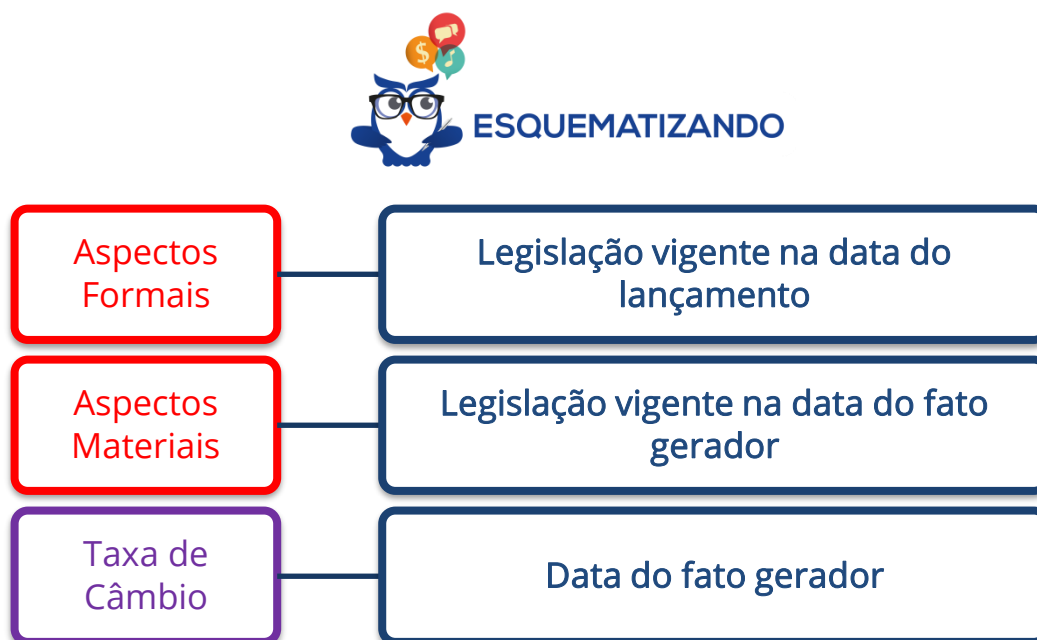 $
ESQUEMATIZANDO
Aspectos
Formais
Legislação vigente na data do
lançamento
Aspectos
Materiais
Legislação vigente na data do fato
gerador
Taxa de
Câmbio
Data do fato gerador